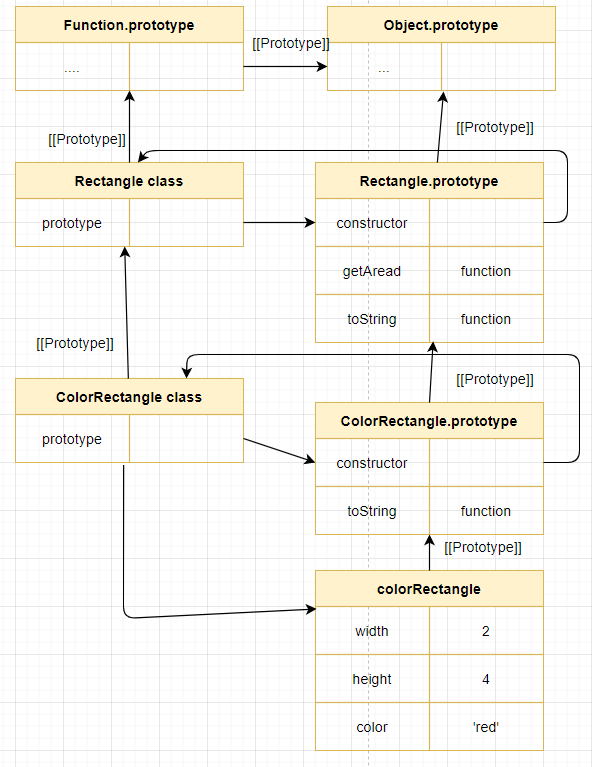 Function.prototype
....
[[Prototype]]
Object.prototype
...
[[Prototype]]
[[Prototype]]
Rectangle class
prototype
Rectangle.prototype
constructor
getAread function
toString function
[[Prototype]]
[[Prototype]]
ColorRectangle class
prototype
ColorRectangle.prototype
constructor
toString function
[[Prototype]]
colorRectangle
width 2
height 4
color 'red'